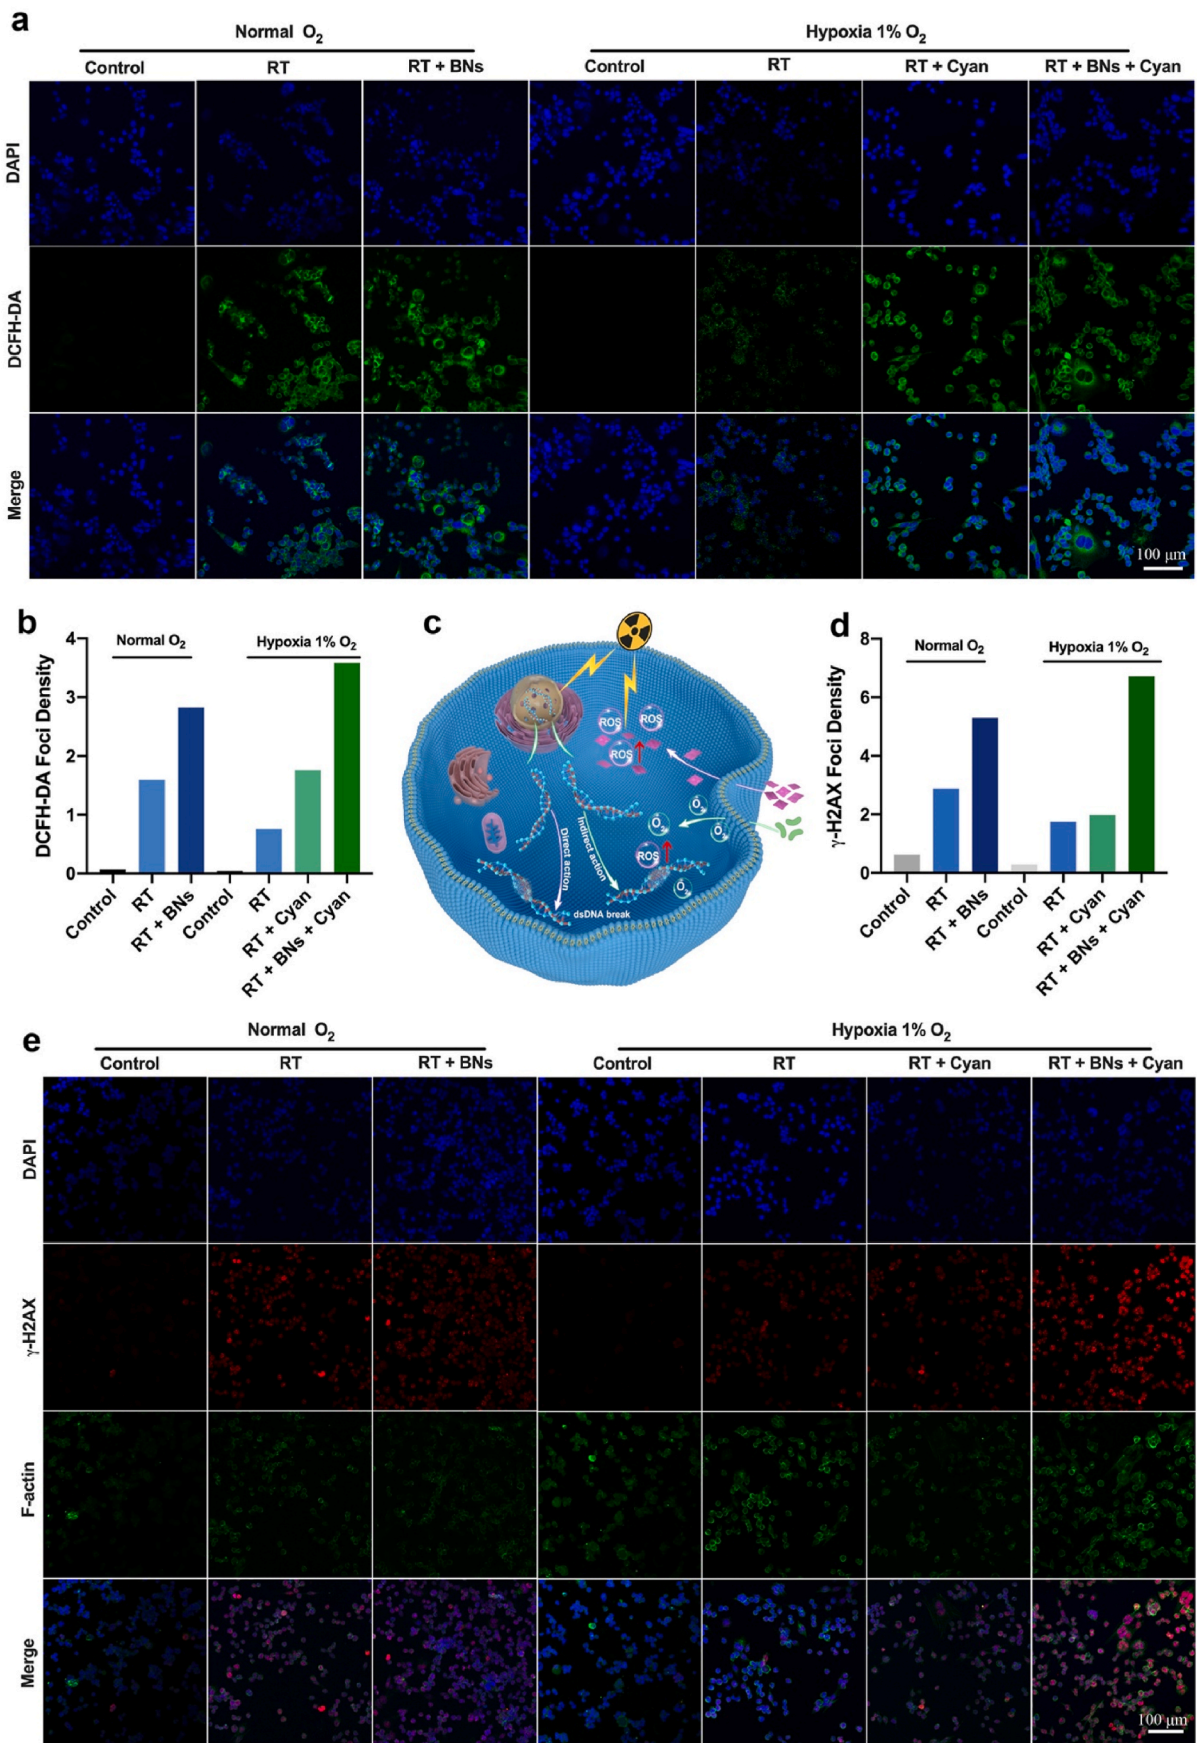 a
Normal O2
Hypoxia 1% O2
Control
RT
RT + BNs
Control
RT
RT + Cyan
RT + BNs + Cyan
DAPI
DCFH-DA
Merge
100 μm
b
DCFH-DA Foci Density
4
3
2
1
0
Normal O2
Hypoxia 1% O2
Control
RT
RT + BNs
Control
RT
RT + Cyan
RT + BNs + Cyan
c
ROS
ROS
ROS
O2
O2
O2
ROS
O2
Direct action
Indirect action
dsDNA break
d
γ-H2AX Foci Density
8
6
4
2
0
Normal O2
Hypoxia 1% O2
Control
RT
RT + BNs
Control
RT
RT + Cyan
RT + BNs + Cyan
e
Normal O2
Hypoxia 1% O2
Control
RT
RT + BNs
Control
RT
RT + Cyan
RT + BNs + Cyan
DAPI
γ-H2AX
F-actin
Merge
100 μm